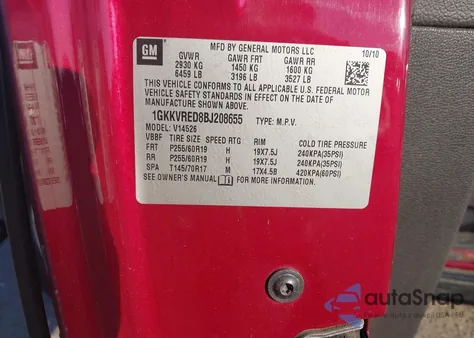 GM
MFD BY GENERAL MOTORS LLC
10/10
GVWR GAWR FRT GAWR RR
2930 KG 1450 KG 1600 KG
6459 LB 3196 LB 3527 LB
THIS VEHICLE CONFORMS TO ALL APPLICABLE U.S. FEDERAL MOTOR
VEHICLE SAFETY STANDARDS IN EFFECT ON THE DATE OF
MANUFACTURE SHOWN ABOVE.
1GKKVRED8BJ208655 TYPE: M.P.V.
MODEL: V14526
VBBF TIRE SIZE SPEED RTG RIM COLD TIRE PRESSURE
FRT P255/60R19 H 19X7.5J 240KPA(35PSI)
RR P255/60R19 H 19X7.5J 240KPA(35PSI)
SPA T145/70R17 M 17X4.5B 420KPA(60PSI)
SEE OWNER'S MANUAL FOR MORE INFORMATION.
autoSnap